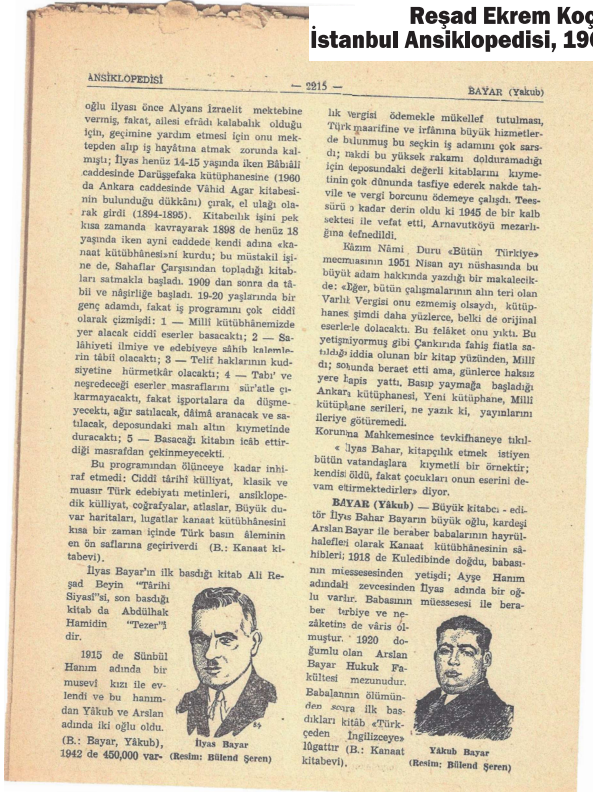 Reşad Ekrem Koç
İstanbul Ansiklopedisi, 196
ANSİKLOPEDİSİ
— 2215 —
BAYAR (Yakub)
oğlu İlyası önce Alyans İzraelit mektebine
vermiş, fakat, ailesi efrâdı kalabalık olduğu
için, geçimine yardım etmesi için onu mek-
tepden alıp iş hayâtına atmak zorunda kal-
mıştı; İlyas henüz 14-15 yaşında iken Bâbıâli
caddesinde Darüşşefaka kütüphanesine (1960
da Ankara caddesinde Vâhid Agar kitabesi-
nin bulunduğu dükkânı) çırak, el ulağı ola-
rak girdi (1894-1895). Kitabcılık işini pek
kısa zamanda kavrayarak 1898 de henüz 18
yaşında iken ayni caddede kendi adına «ka-
naat kütübhânesi»ni kurdu; bu müstakil işi-
ne de, Sahaflar Çarşısından topladığı kitab-
ları satmakla başladı. 1909 dan sonra da tâ-
bii ve nâşirliğe başladı. 19-20 yaşlarında bir
genç adamdı, fakat iş programını çok ciddî
olarak çizmişdi: 1 — Millî kütübhânemizde
yer alacak ciddî eserler basacaktı; 2 — Sa-
lâhiyeti ilmiye ve edebiyeye sâhib kalemle-
rin tâbii olacaktı; 3 — Telif haklarının kud-
siyetine hürmetkâr olacaktı; 4 — Tabı' ve
neşredeceği eserler masraflarını sür'atle çı-
karmayacaktı, fakat işportalara da düşme-
yecektı, ağır satılacak, dâimâ aranacak ve sa-
tılacak, deposundaki malı altın kıymetinde
duracaktı; 5 — Basacağı kitabın icâb ettir-
diği masrafdan çekinmeyecekti.
Bu programından ölünceye kadar inhi-
raf etmedi: Ciddî târihî külliyat, klasik ve
muasır Türk edebiyatı metinleri, ansiklope-
dik külliyat, coğrafyalar, atlaslar, Büyük du-
var haritaları, lugatlar kanaat kütübhânesini
kısa bir zaman içinde Türk basın âleminin
en ön saflarına geçiriverdi (B.: Kanaat ki-
tabevi).
İlyas Bayar'ın ilk basdığı kitab Ali Re-
şad Beyin "Târihi
Siyasî"si, son basdığı
kitab da Abdülhak
Hamidin "Tezer"i
dir.
1915 de Sünbül
Hanım adında bir
musevî kızı ile ev-
lendi ve bu hanım-
dan Yâkub ve Arslan
adında iki oğlu oldu.
(B.: Bayar, Yâkub),
1942 de 450,000 var-
İlyas Bayar
(Resim: Bülend Şeren)
lık vergisi ödemekle mükellef tutulması,
Türk maarifine ve irfânına büyük hizmetler-
de bulunmuş bu seçkin iş adamını çok sars-
dı; nakdi bu yüksek rakamı dolduramadığı
için deposundaki değerli kitablarını kıyme-
tinin çok dûnunda tasfiye ederek nakde tah-
vile ve vergi borcunu ödemeye çalışdı. Tees-
sürü o kadar derin oldu ki 1945 de bir kalb
sektesi ile vefat etti, Arnavutköyü mezarlı-
ğına defnedildi.
Kâzım Nâmi Duru «Bütün Türkiye»
mecmuasının 1951 Nisan ayı nüshasında bu
büyük adam hakkında yazdığı bir makalecik-
de: «Eğer, bütün çalışmalarının alın teri olan
Varlık Vergisi onu ezmemiş olsaydı, kütüp-
hanes şimdi daha yüzlerce, belki de orijinal
eserlerle dolacaktı. Bu felâket onu yıktı. Bu
yetişmiyormuş gibi Çankırıda fahiş fiatla sa-
tıldığı iddia olunan bir kitap yüzünden, Millî
Korunma Mahkemesince tevkifhaneye tıkıl-
dı; sonunda beraet etti ama, günlerce haksız
yere hapis yattı. Basıp yaymağa başladığı
Ankara kütüphanesi, Yeni kütüphane, Millî
kütüphane serileri, ne yazık ki, yayınlarını
ileriye götüremedi.
« İlyas Bahar, kitapçılık etmek istiyen
bütün vatandaşlara kıymetli bir örnektir;
kendisi öldü, fakat çocukları onun eserini de-
vam ettirmektedirler» diyor.
BAYAR (Yâkub) — Büyük kitabcı - edi-
tör İlyas Bahar Bayarın büyük oğlu, kardeşi
Arslan Bayar ile beraber babalarının hayrül-
halefleri olarak Kanaat kütübhânesinin sâ-
hibleri; 1918 de Kuledibinde doğdu, babası-
nın müessesesinden yetişdi; Ayşe Hanım
adındaki zevcesinden İlyas adında bir oğ-
lu vardır. Babasının müessesesi ile bera-
ber terbiye ve ne-
zâketine de vâris ol-
muştur. 1920 do-
ğumlu olan Arslan
Bayar Hukuk Fa-
kültesi mezunudur.
Babalarının ölümün-
den sonra ilk bas-
dıkları kitâb «Türk-
çeden İngilizceye»
lûgattir (B.: Kanaat
kitabevi).
Yâkub Bayar
(Resim: Bülend Şeren)